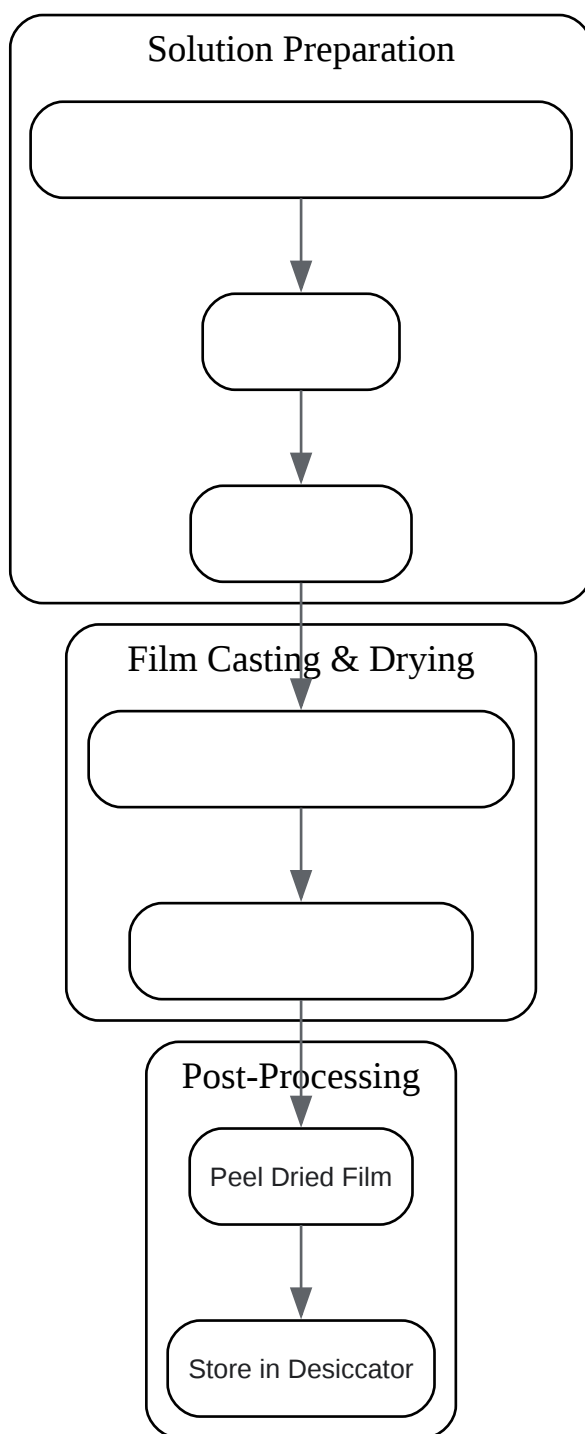 Solution Preparation
Film Casting & Drying
Post-Processing
Peel Dried Film
Store in Desiccator